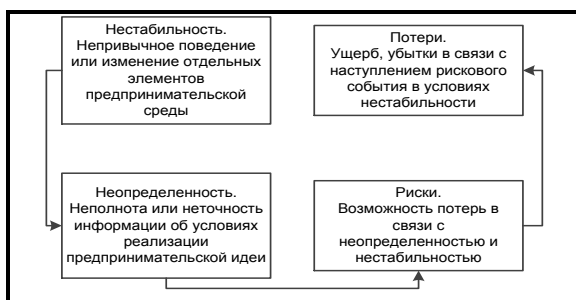 Нестабильность.
Непривычное поведение
или изменение отдельных
элементов
предпринимательской
среды
Потери.
Ущерб, убытки в связи с
наступлением рискового
события в условиях
нестабильности
Неопределенность.
Неполнота или неточность
информации об условиях
реализации
предпринимательской идеи
Риски.
Возможность потерь в
связи с
неопределенностью и
нестабильностью